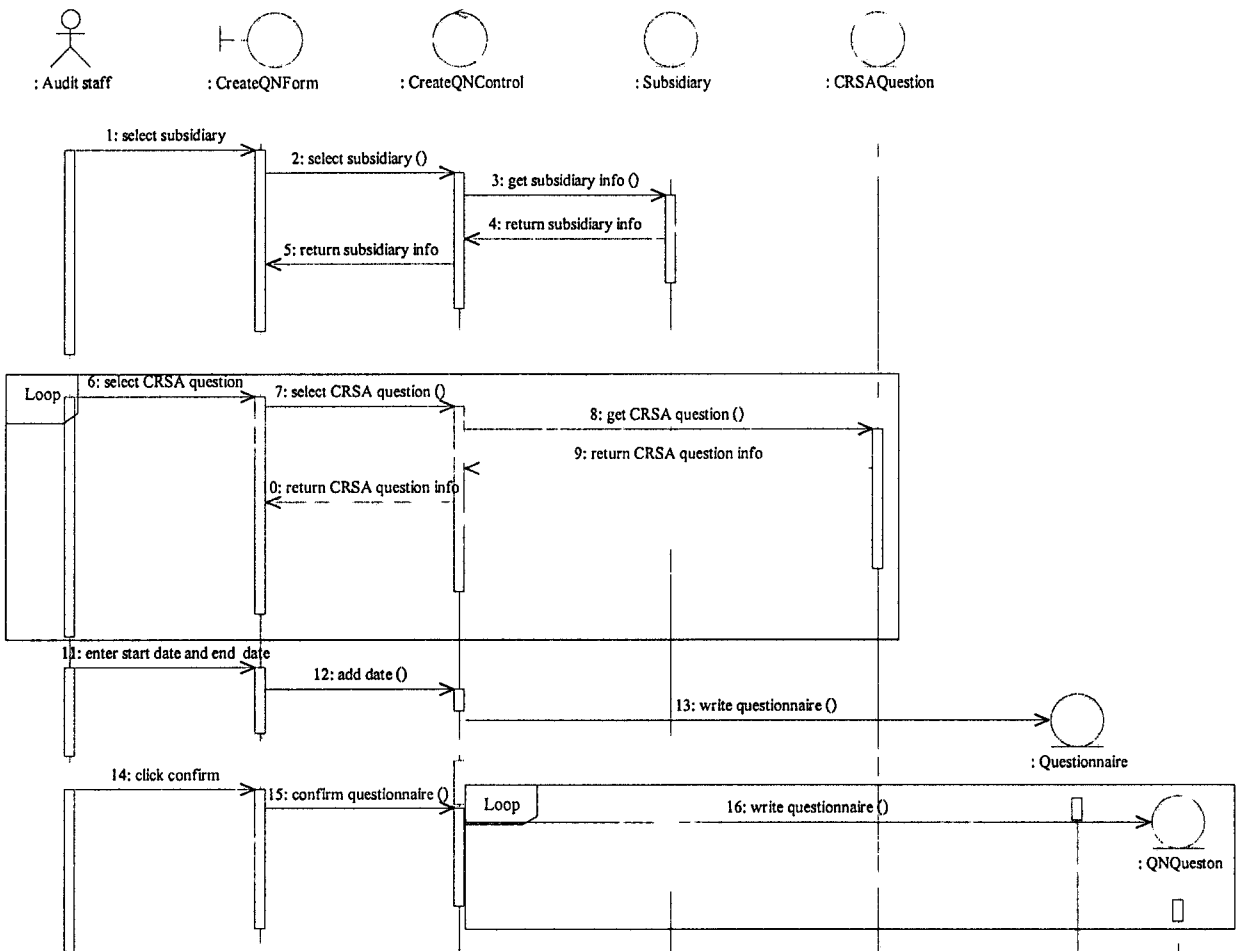 : Audit staff
: CreateQNForm
: CreateQNControl
: Subsidiary
: CRSAQuestion
1: select subsidiary
2: select subsidiary ()
3: get subsidiary info ()
4: return subsidiary info
5: return subsidiary info
Loop
6: select CRSA question
7: select CRSA question ()
8: get CRSA question ()
9: return CRSA question info
0: return CRSA question info
11: enter start date and end date
12: add date ()
13: write questionnaire ()
: Questionnaire
14: click confirm
15: confirm questionnaire ()
Loop
16: write questionnaire ()
: QNQueston